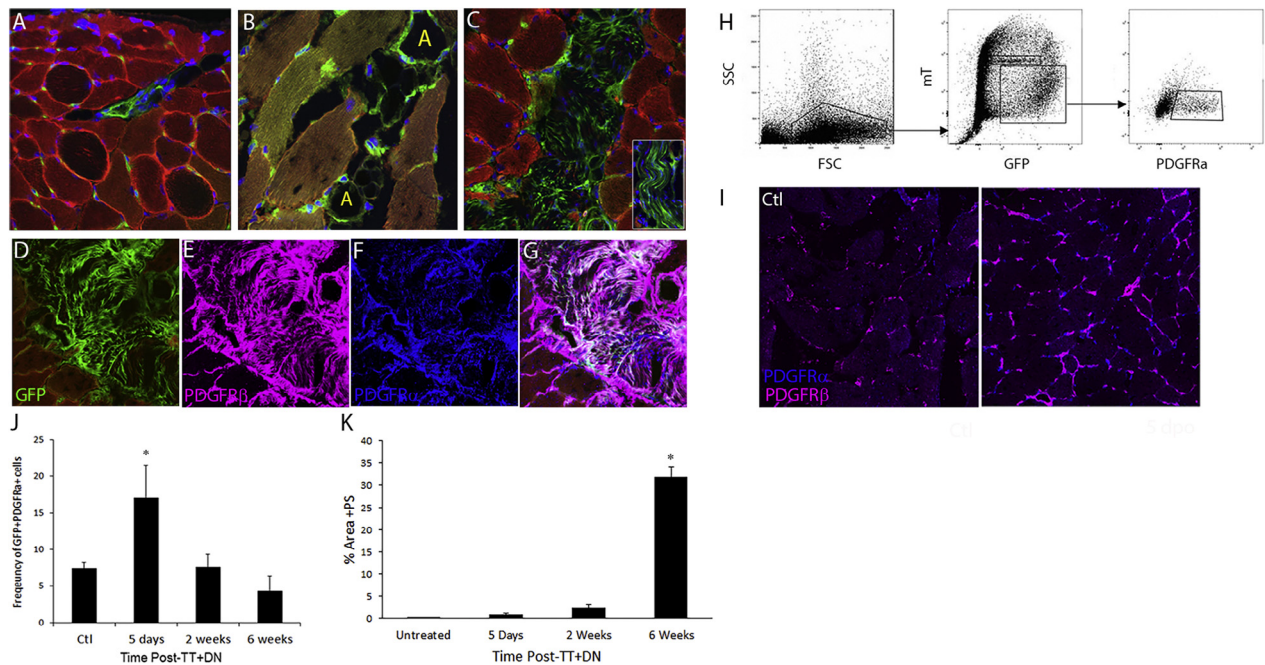 A
B
A
A
C
D
GFP
E
PDGFRβ
F
PDGFRα
G
H
SSC
FSC
mT
GFP
PDGFRa
I
Ctl
PDGFRα
PDGFRβ
Ctl
5 dpo
J
Freqeuncy of GFP+PDGFRa+ cells
25
20
15
10
5
0
*
Ctl
5 days
2 weeks
6 weeks
Time Post-TT+DN
K
% Area +PS
40
35
30
25
20
15
10
5
0
*
Untreated
5 Days
2 Weeks
6 Weeks
Time Post-TT+DN